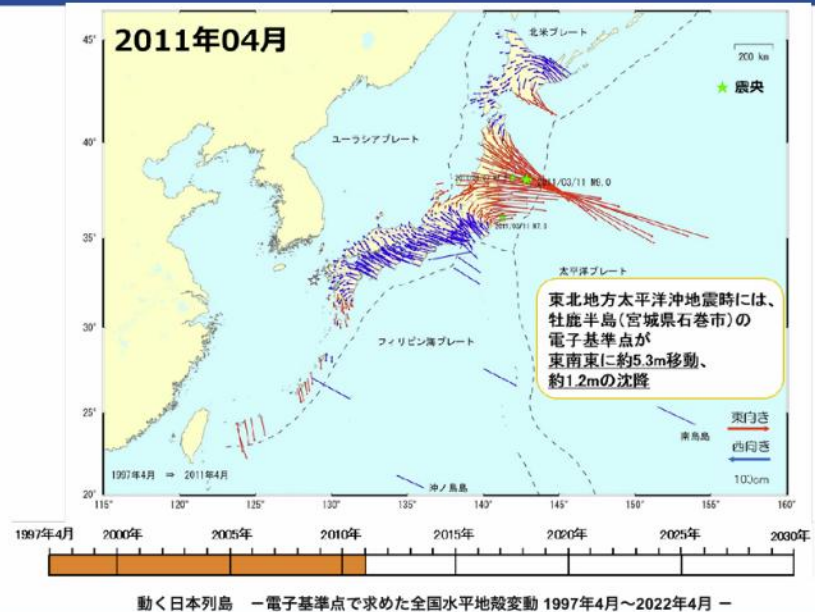 2011年04月
北米プレート
200 km
震央
ユーラシアプレート
2011/03/11 M9.0
太平洋プレート
東北地方太平洋沖地震時には、
牡鹿半島(宮城県石巻市)の
電子基準点が
東南東に約5.3m移動、
約1.2mの沈降
フィリピン海プレート
東向き
南鳥島
西向き
100cm
1997年4月 ⇒ 2011年4月
沖ノ鳥島
45°
40°
35°
30°
25°
20°
115° 120° 125° 130° 135° 140° 145° 150° 155° 160°
1997年4月 2000年 2005年 2010年 2015年 2020年 2025年 2030年
動く日本列島 －電子基準点で求めた全国水平地殻変動 1997年4月～2022年4月 －